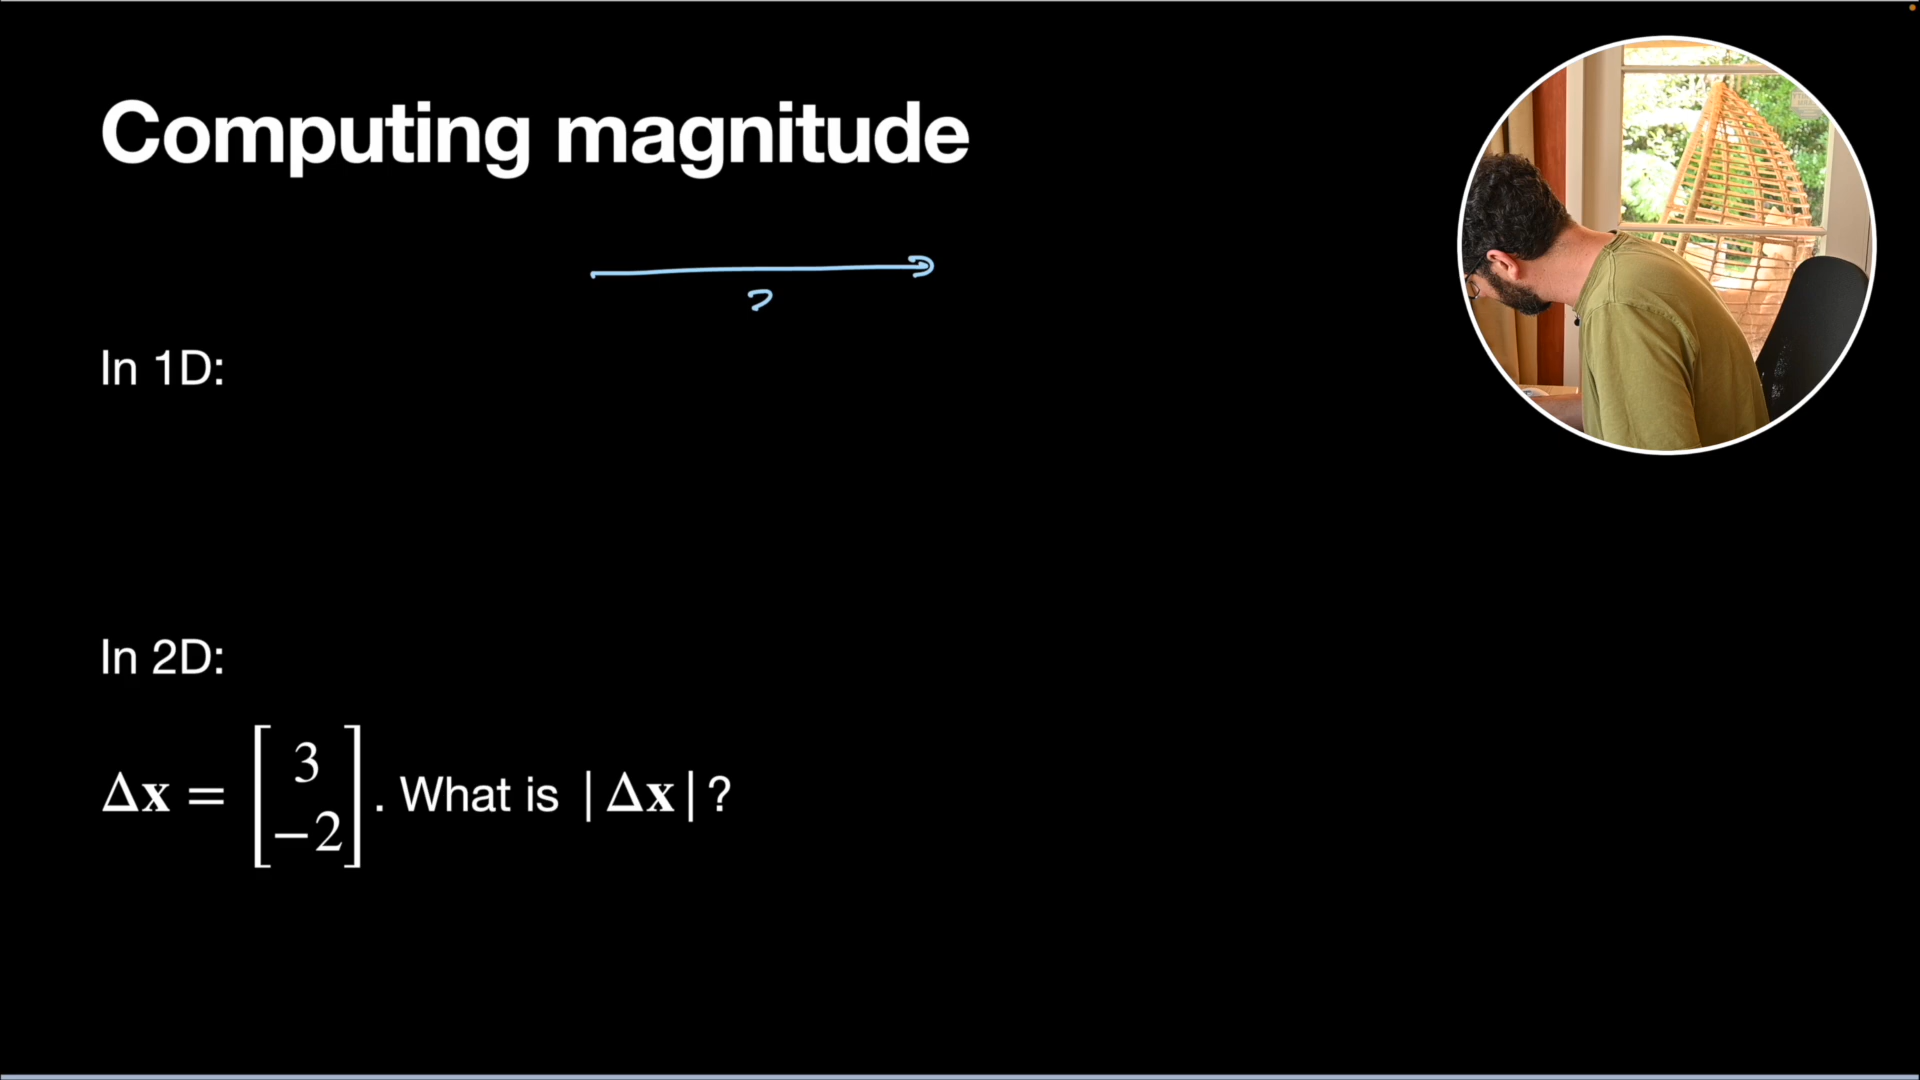 Computing magnitude
?
In 1D:
In 2D:
Δx = [3 −2]. What is |Δx|?